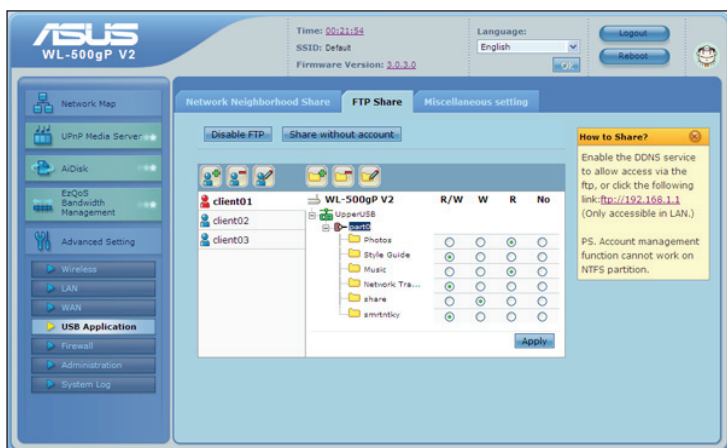 ASUS
WL-500gP V2
Time: 00:21:54
SSID: Default
Firmware Version: 3.0.3.0
Language:
English
Logout
Reboot
Network Map
UPnP Media Server
AiDisk
EzQoS
Bandwidth
Management
Advanced Setting
Wireless
LAN
WAN
USB Application
Firewall
Administration
System Log
Network Neighborhood Share
FTP Share
Miscellaneous setting
Disable FTP
Share without account
client01
client02
client03
WL-500gP V2 R/W W R No
UpperUSB
part0
Photos
Style Guide
Music
Network Tra...
share
smrtntky
Apply
How to Share?
Enable the DDNS service
to allow access via the
ftp, or click the following
link:ftp://192.168.1.1
(Only accessible in LAN.)
PS. Account management
function cannot work on
NTFS partition.